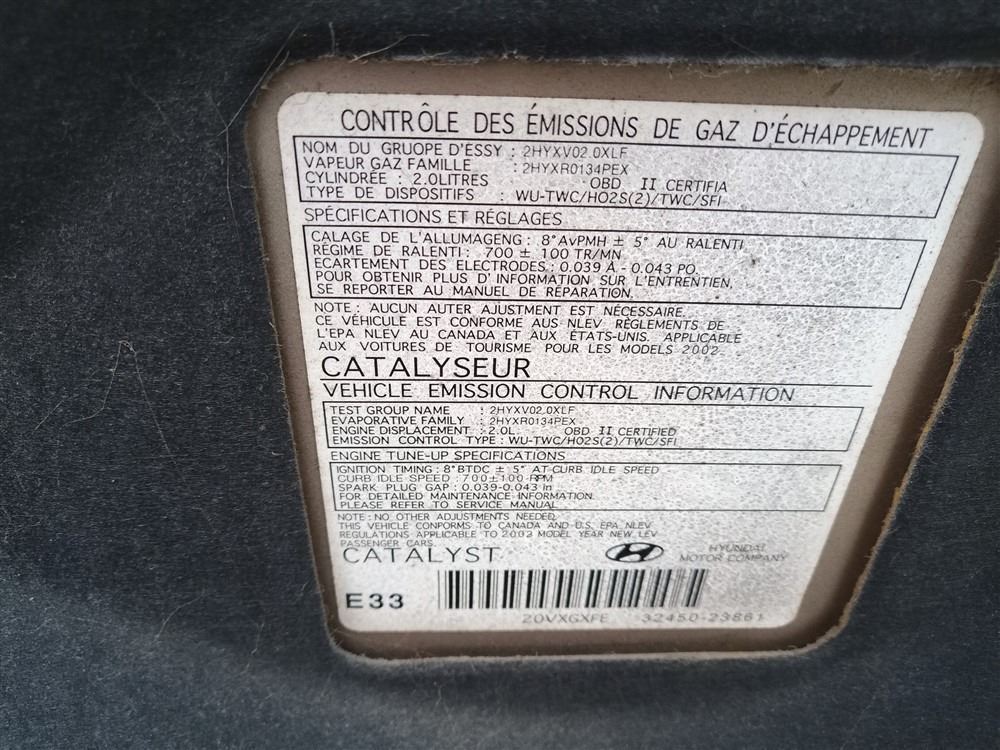 CONTRÔLE DES ÉMISSIONS DE GAZ D'ÉCHAPPEMENT
NOM DU GRUOPE D'ESSY : 2HYXV02.0XLF
VAPEUR GAZ FAMILLE : 2HYXR0134PEX
CYLINDRÉE : 2.0LITRES OBD II CERTIFIA
TYPE DE DISPOSITIFS : WU-TWC/HO2S(2)/TWC/SFI
SPÉCIFICATIONS ET RÉGLAGES
CALAGE DE L'ALLUMAGENG : 8°AvPMH ± 5° AU RALENTI
RÉGIME DE RALENTI : 700 ± 100 TR/MN
ECARTEMENT DES ELECTRODES : 0.039 À - 0.043 PO.
POUR OBTENIR PLUS D'INFORMATION SUR L'ENTRETIEN,
SE REPORTER AU MANUEL DE RÉPARATION.
NOTE : AUCUN AUTER AJUSTMENT EST NÉCESSAIRE.
CE VÉHICULE EST CONFORME AUS NLEV RÈGLEMENTS DE
L'EPA NLEV AU CANADA ET AUX ÉTATS-UNIS. APPLICABLE
AUX VOITURES DE TOURISME POUR LES MODELS 2002
CATALYSEUR
VEHICLE EMISSION CONTROL INFORMATION
TEST GROUP NAME : 2HYXV02.0XLF
EVAPORATIVE FAMILY : 2HYXR0134PEX
ENGINE DISPLACEMENT : 2.0L OBD II CERTIFIED
EMISSION CONTROL TYPE : WU-TWC/HO2S(2)/TWC/SFI
ENGINE TUNE-UP SPECIFICATIONS
IGNITION TIMING : 8°BTDC ± 5° AT CURB IDLE SPEED
CURB IDLE SPEED : 700±100 RPM
SPARK PLUG GAP : 0.039-0.043 in
FOR DETAILED MAINTENANCE INFORMATION
PLEASE REFER TO SERVICE MANUAL
NOTE : NO OTHER ADJUSTMENTS NEEDED
THIS VEHICLE CONFORMS TO CANADA AND U.S. EPA NLEV
REGULATIONS APPLICABLE TO 2002 MODEL YEAR NEW LEV
PASSENGER CARS.
CATALYST
HYUNDAI
MOTOR COMPANY
E33
20VXGXFE 32450-23861